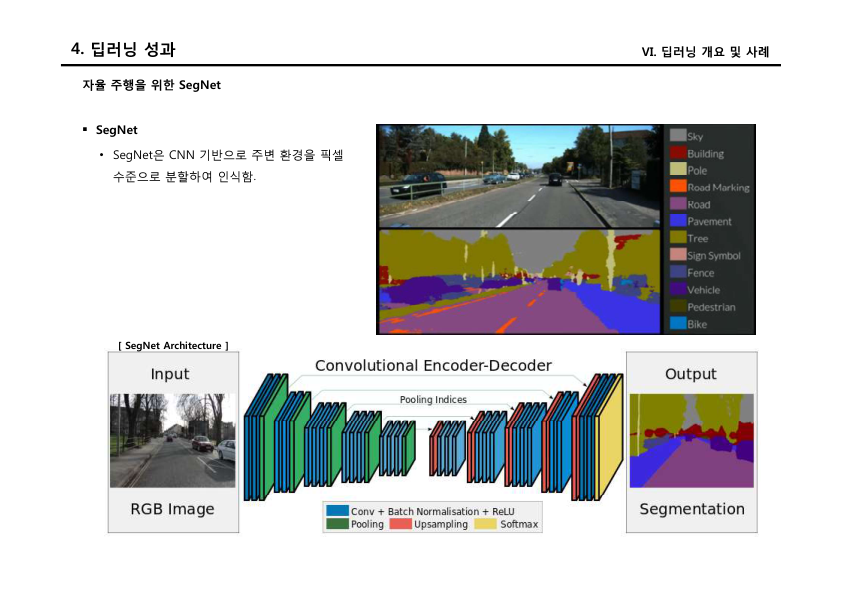 4. 딥러닝 성과
VI. 딥러닝 개요 및 사례
자율 주행을 위한 SegNet
▪ SegNet
• SegNet은 CNN 기반으로 주변 환경을 픽셀
수준으로 분할하여 인식함.
Sky
Building
Pole
Road Marking
Road
Pavement
Tree
Sign Symbol
Fence
Vehicle
Pedestrian
Bike
[ SegNet Architecture ]
Input
RGB Image
Convolutional Encoder-Decoder
Pooling Indices
Conv + Batch Normalisation + ReLU
Pooling Upsampling Softmax
Output
Segmentation